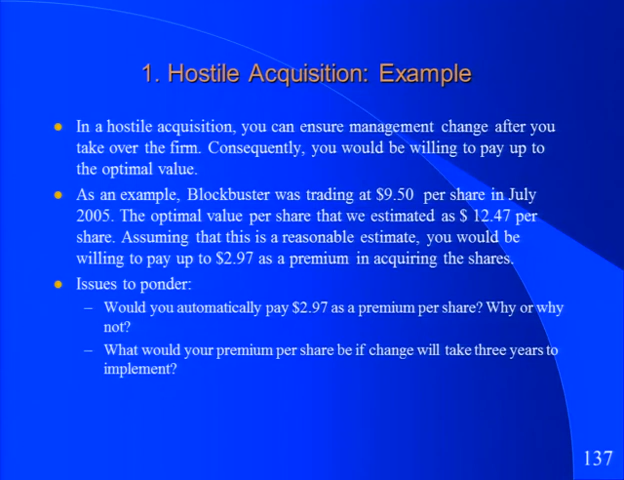 1. Hostile Acquisition: Example
In a hostile acquisition, you can ensure management change after you
take over the firm. Consequently, you would be willing to pay up to
the optimal value.
As an example, Blockbuster was trading at $9.50 per share in July
2005. The optimal value per share that we estimated as $ 12.47 per
share. Assuming that this is a reasonable estimate, you would be
willing to pay up to $2.97 as a premium in acquiring the shares.
Issues to ponder:
– Would you automatically pay $2.97 as a premium per share? Why or why
not?
– What would your premium per share be if change will take three years to
implement?
137